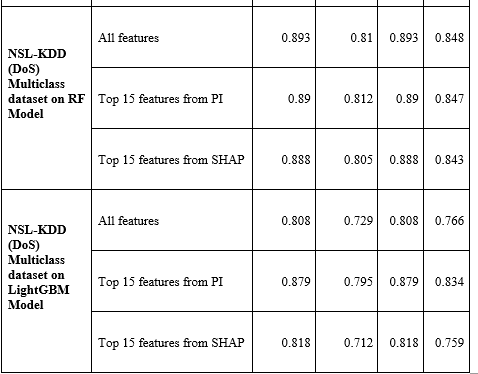 NSL-KDD
(DoS)
Multiclass
dataset on RF
Model
All features 0.893 0.81 0.893 0.848
Top 15 features from PI 0.89 0.812 0.89 0.847
Top 15 features from SHAP 0.888 0.805 0.888 0.843
NSL-KDD
(DoS)
Multiclass
dataset on
LightGBM
Model
All features 0.808 0.729 0.808 0.766
Top 15 features from PI 0.879 0.795 0.879 0.834
Top 15 features from SHAP 0.818 0.712 0.818 0.759